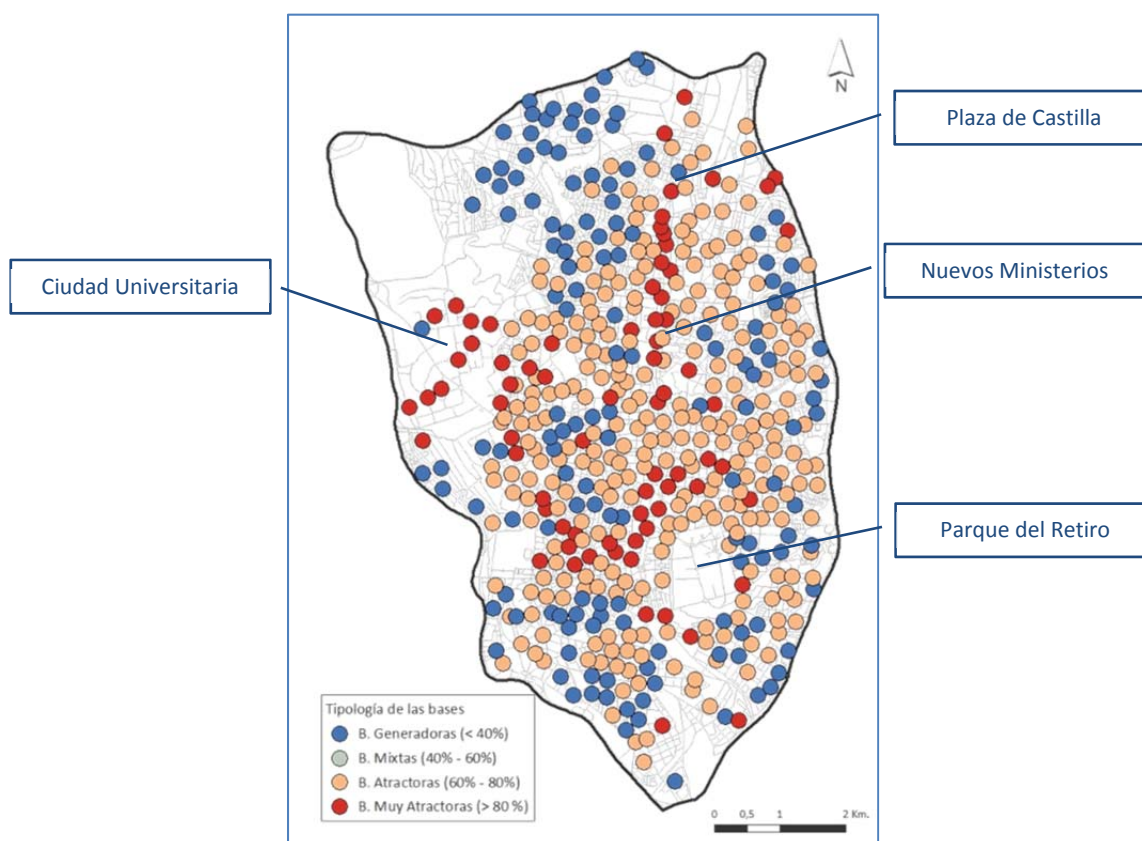 N
Plaza de Castilla
Ciudad Universitaria
Nuevos Ministerios
Parque del Retiro
Tipología de las bases
B. Generadoras (< 40%)
B. Mixtas (40% - 60%)
B. Atractoras (60% - 80%)
B. Muy Atractoras (> 80 %)
0 0,5 1 2 Km.